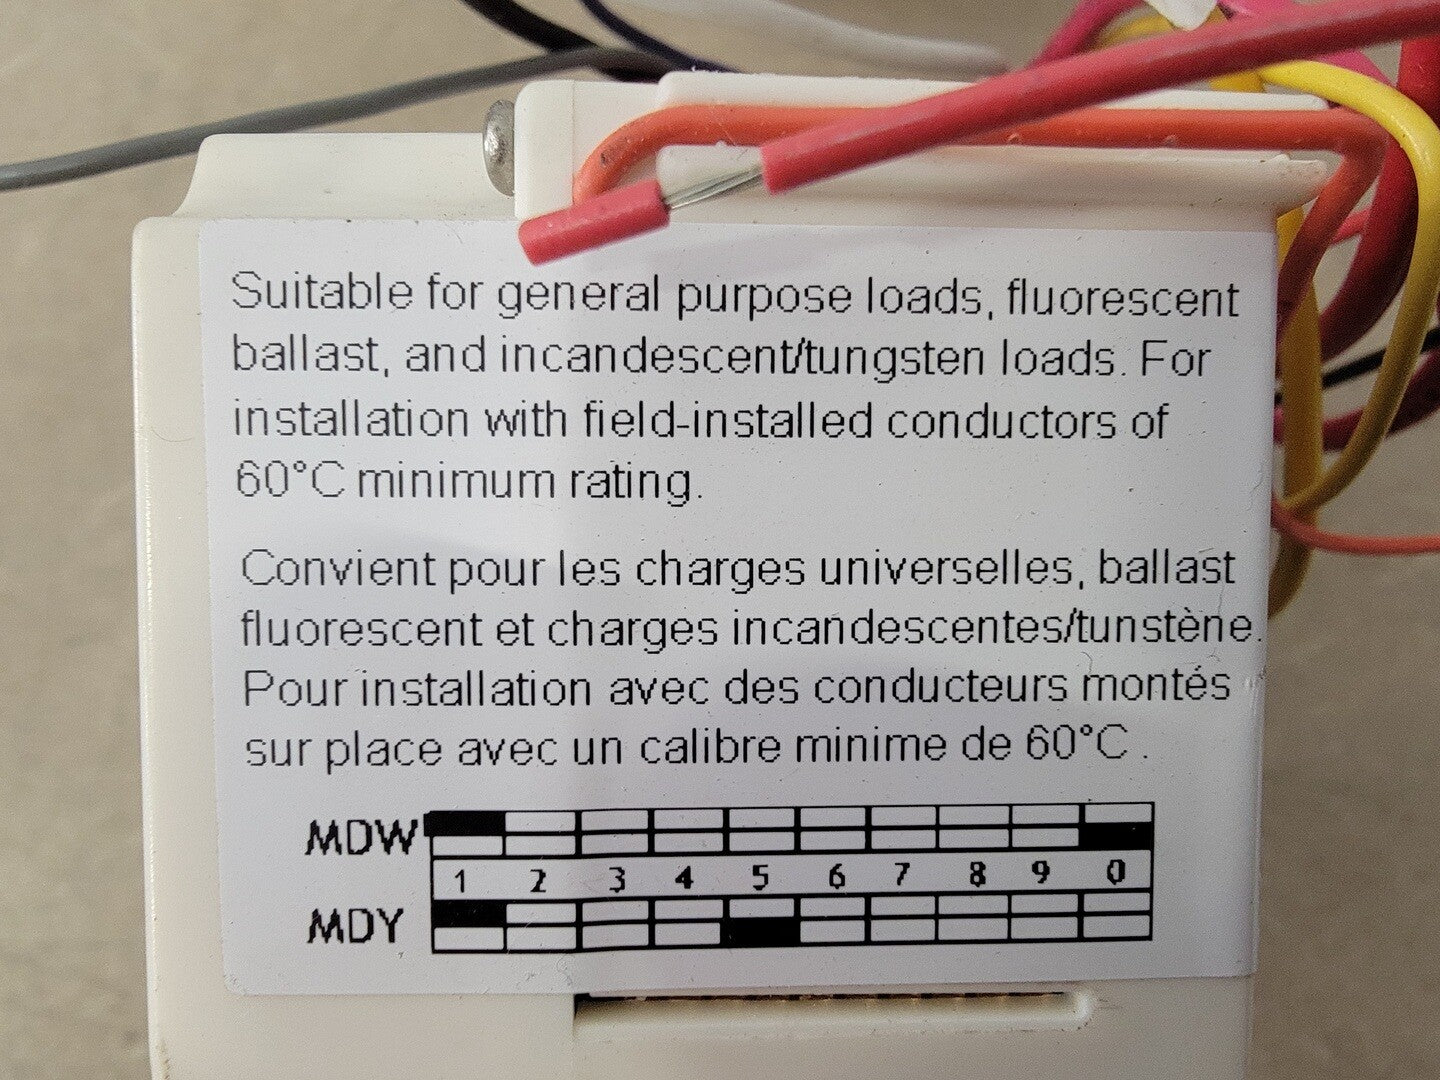 Suitable for general purpose loads, fluorescent
ballast, and incandescent/tungsten loads. For
installation with field-installed conductors of
60°C minimum rating.
Convient pour les charges universelles, ballast
fluorescent et charges incandescentes/tunstène.
Pour installation avec des conducteurs montés
sur place avec un calibre minime de 60°C .
MDW
1 2 3 4 5 6 7 8 9 0
MDY